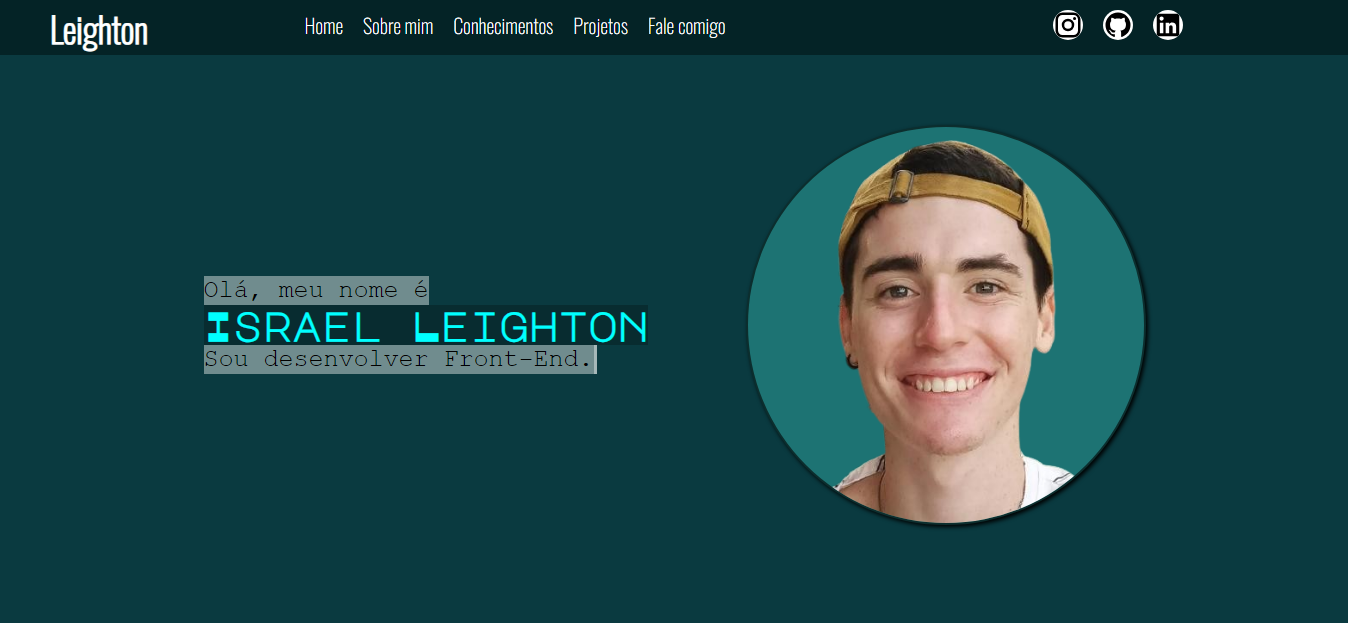 Leighton
Home Sobre mim Conhecimentos Projetos Fale comigo
Olá, meu nome é
Israel Leighton
Sou desenvolver Front-End.